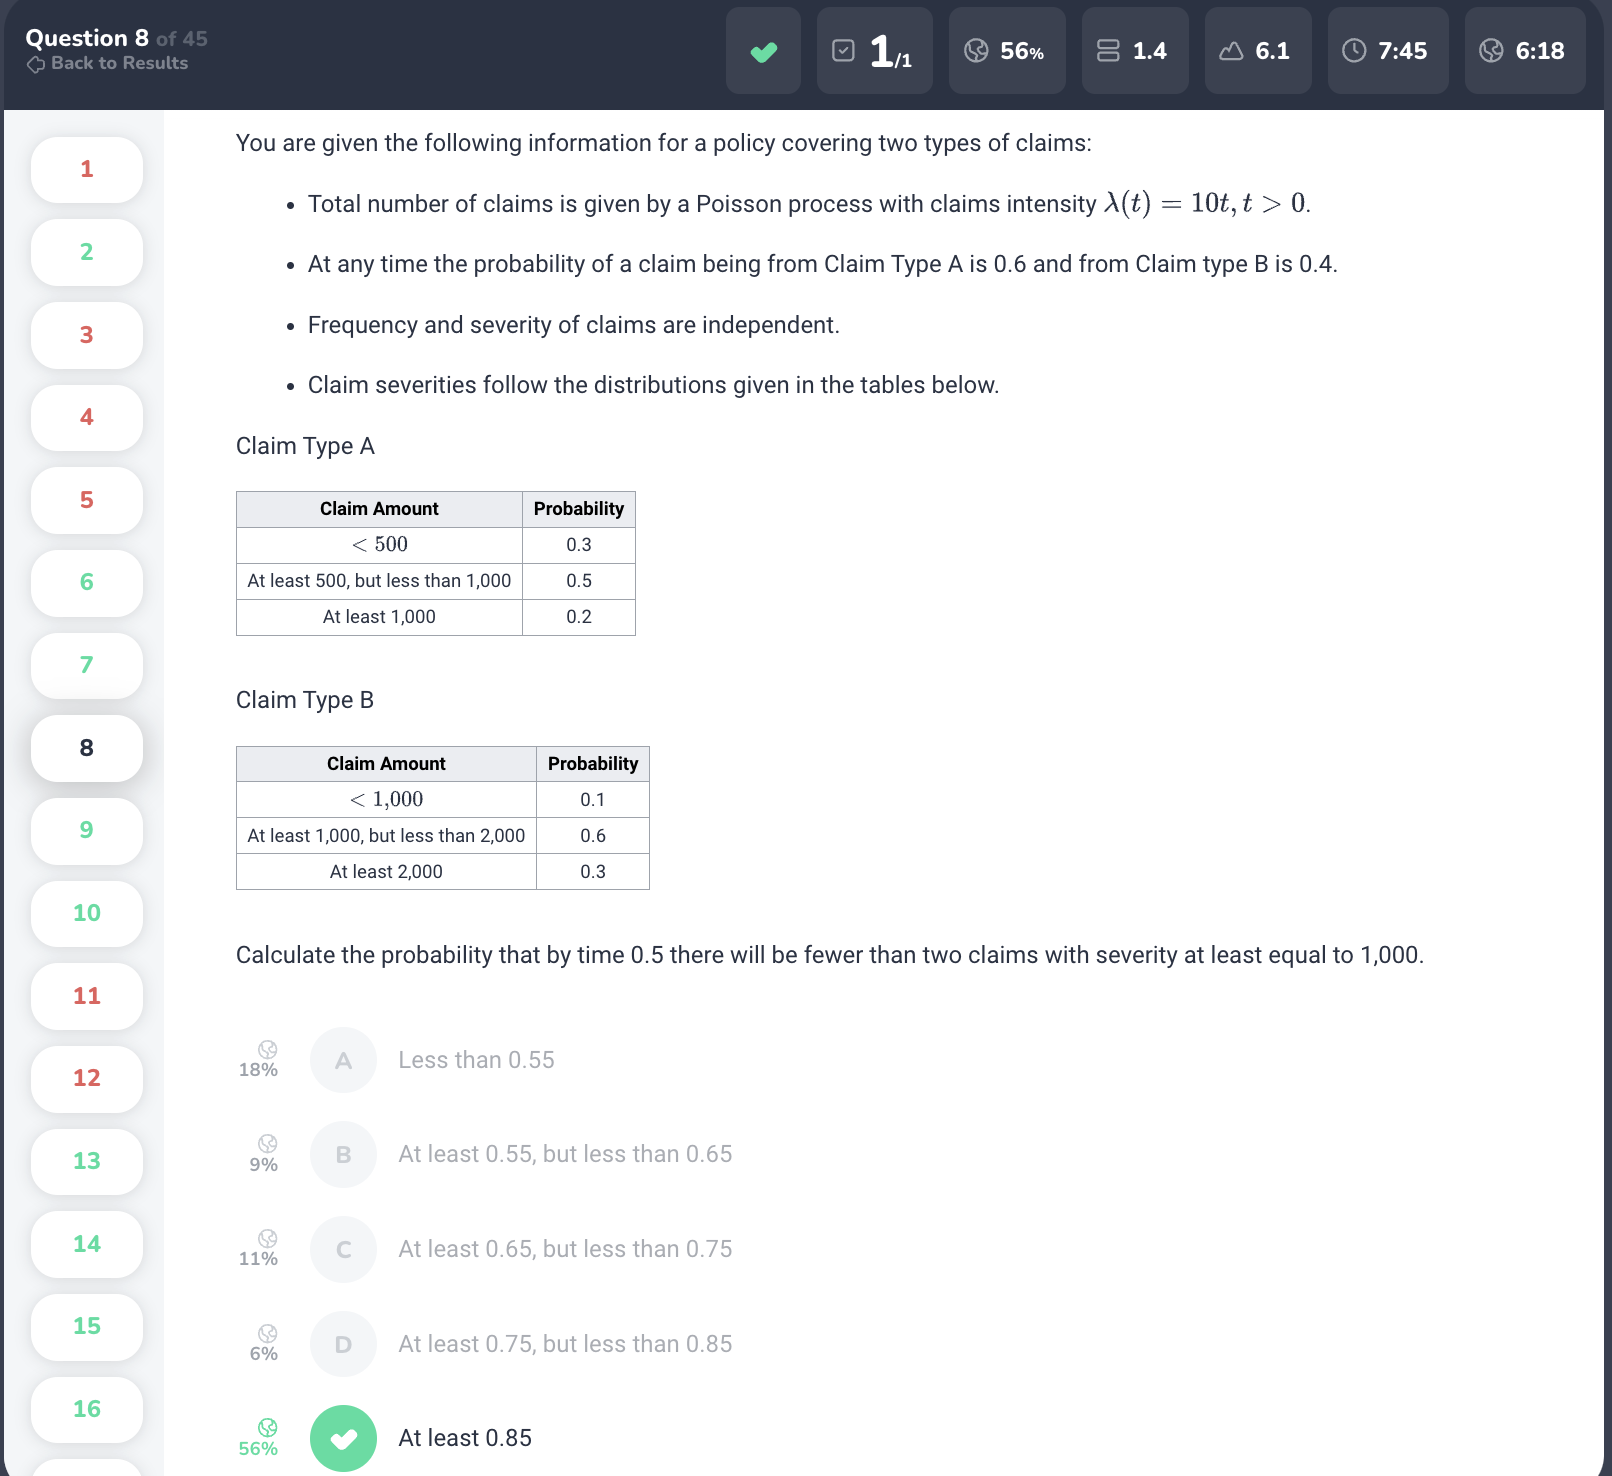 Question 8 of 45
Back to Results
1/1
56%
1.4
6.1
7:45
6:18
1
2
3
4
5
6
7
8
9
10
11
12
13
14
15
16
You are given the following information for a policy covering two types of claims:
• Total number of claims is given by a Poisson process with claims intensity λ(t) = 10t, t > 0.
• At any time the probability of a claim being from Claim Type A is 0.6 and from Claim type B is 0.4.
• Frequency and severity of claims are independent.
• Claim severities follow the distributions given in the tables below.
Claim Type A
Claim Amount Probability
< 500 0.3
At least 500, but less than 1,000 0.5
At least 1,000 0.2
Claim Type B
Claim Amount Probability
< 1,000 0.1
At least 1,000, but less than 2,000 0.6
At least 2,000 0.3
Calculate the probability that by time 0.5 there will be fewer than two claims with severity at least equal to 1,000.
18% A Less than 0.55
9% B At least 0.55, but less than 0.65
11% C At least 0.65, but less than 0.75
6% D At least 0.75, but less than 0.85
56% At least 0.85